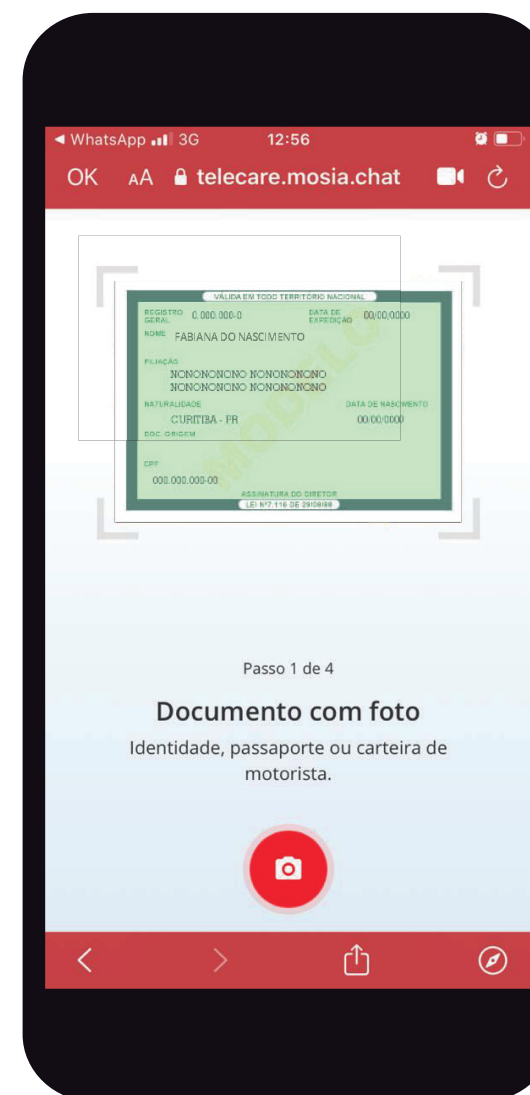 WhatsApp 3G 12:56
OK AA telecare.mosia.chat
VÁLIDA EM TODO TERRITÓRIO NACIONAL
REGISTRO GERAL 0.000.000-0 DATA DE EXPEDIÇÃO 00/00/0000
NOME FABIANA DO NASCIMENTO
FILIAÇÃO
NONONONONO NONONONONO
NONONONONO NONONONONO
NATURALIDADE DATA DE NASCIMENTO
CURITIBA - PR 00/00/0000
DOC. ORIGEM
CPF
000.000.000-00
MODELO
ASSINATURA DO DIRETOR
LEI Nº7.116 DE 29/08/88
Passo 1 de 4
Documento com foto
Identidade, passaporte ou carteira de
motorista.